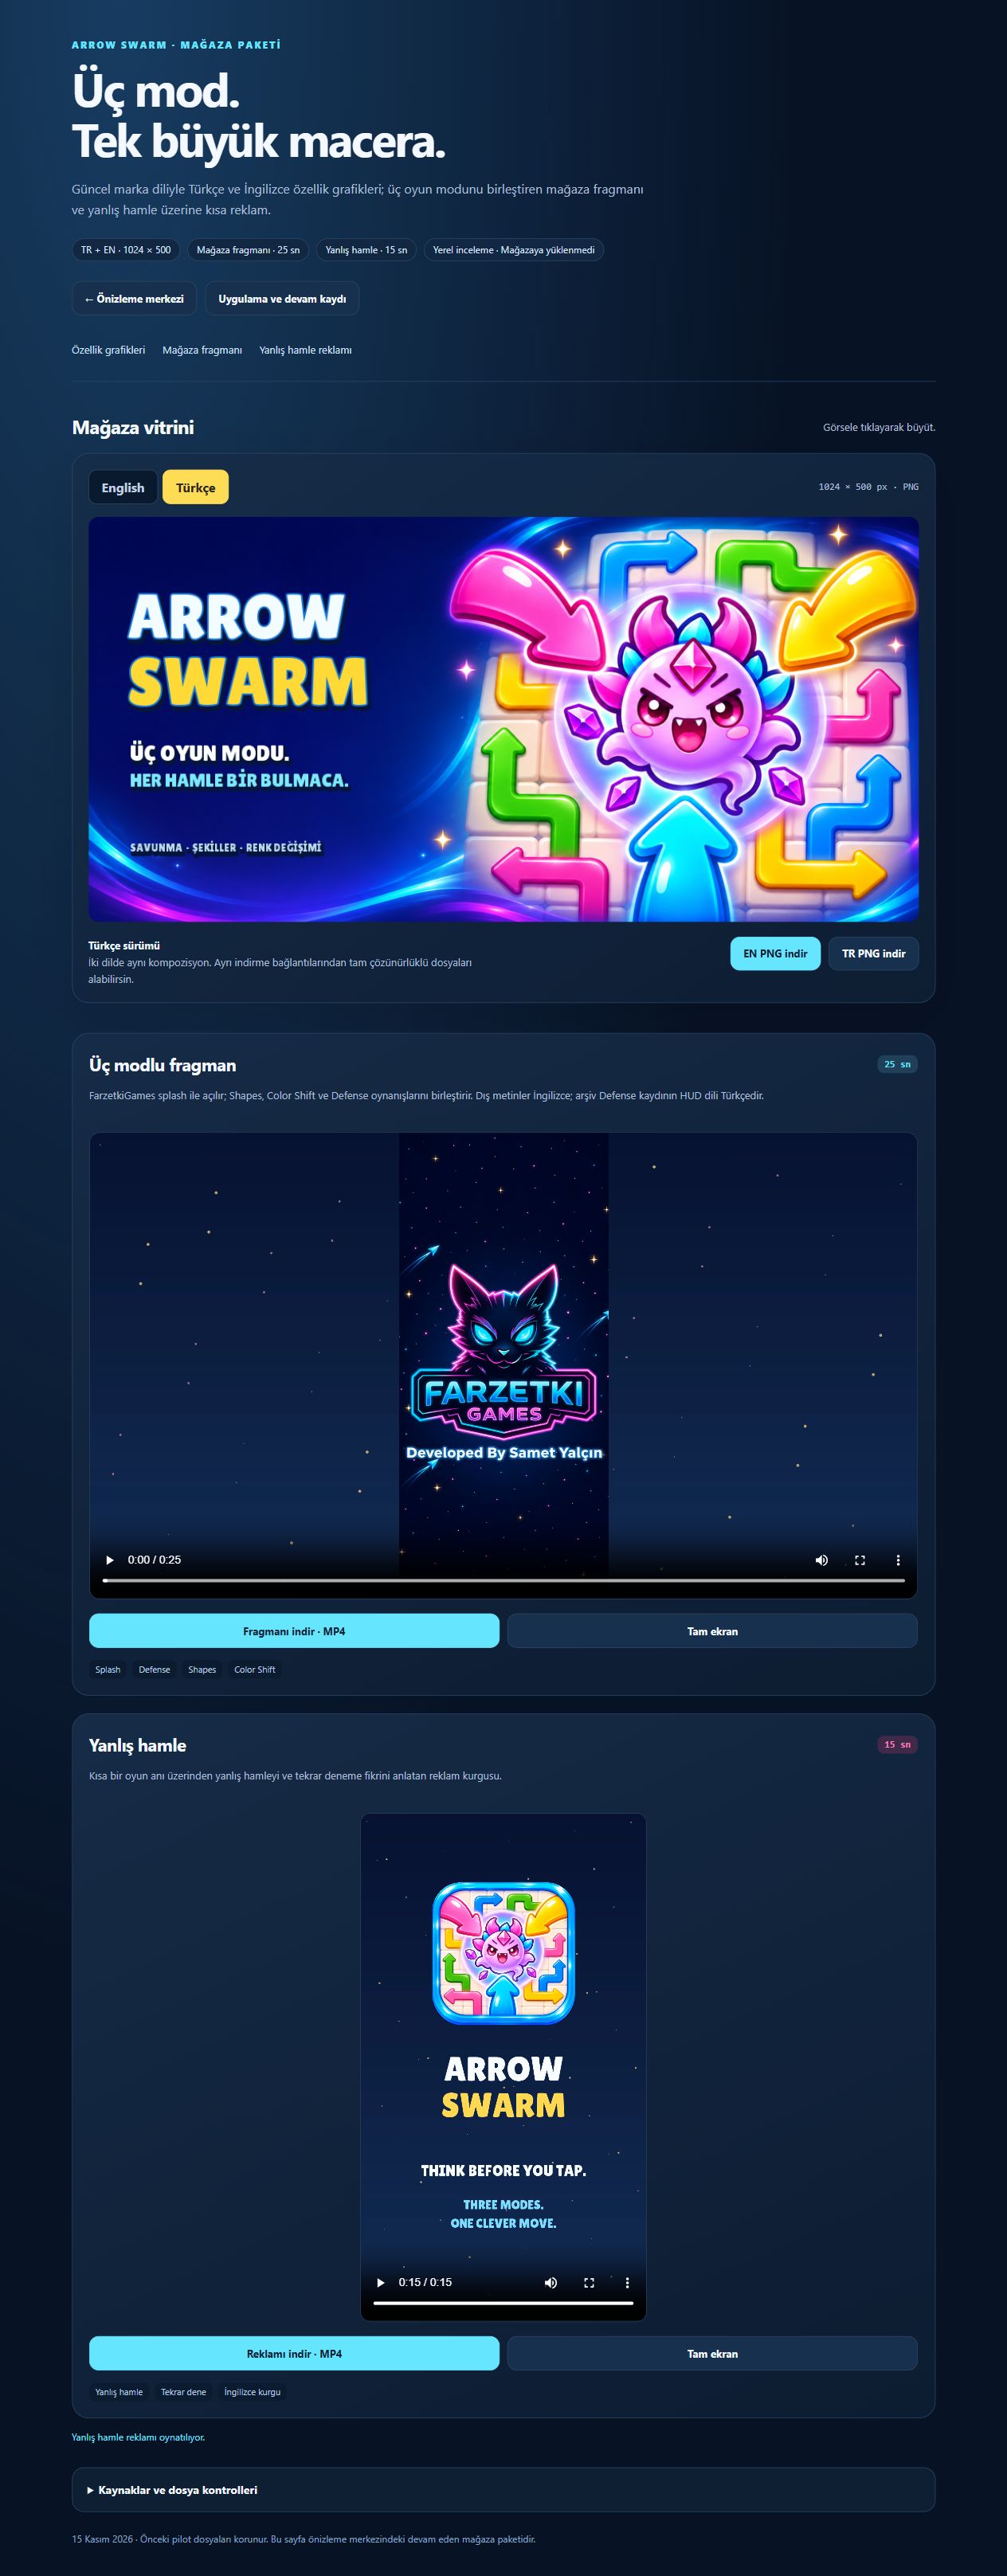 ARROW SWARM · MAĞAZA PAKETİ
Üç mod.
Tek büyük macera.
Güncel marka diliyle Türkçe ve İngilizce özellik grafikleri; üç oyun modunu birleştiren mağaza fragmanı
ve yanlış hamle üzerine kısa reklam.
TR + EN · 1024 × 500
Mağaza fragmanı · 25 sn
Yanlış hamle · 15 sn
Yerel inceleme · Mağazaya yüklenmedi
← Önizleme merkezi
Uygulama ve devam kaydı
Özellik grafikleri
Mağaza fragmanı
Yanlış hamle reklamı
Mağaza vitrini
Görsele tıklayarak büyüt.
English
Türkçe
1024 × 500 px · PNG
ARROW
SWARM
ÜÇ OYUN MODU.
HER HAMLE BİR BULMACA.
SAVUNMA · ŞEKİLLER · RENK DEĞİŞİMİ
Türkçe sürümü
İki dilde aynı kompozisyon. Ayrı indirme bağlantılarından tam çözünürlüklü dosyaları
alabilirsin.
EN PNG indir
TR PNG indir
Üç modlu fragman
25 sn
FarzetkiGames splash ile açılır; Shapes, Color Shift ve Defense oynanışlarını birleştirir. Dış metinler İngilizce; arşiv Defense kaydının HUD dili Türkçedir.
FARZETKI
GAMES
Developed By Samet Yalçın
0:00 / 0:25
Fragmanı indir · MP4
Tam ekran
Splash
Defense
Shapes
Color Shift
Yanlış hamle
15 sn
Kısa bir oyun anı üzerinden yanlış hamleyi ve tekrar deneme fikrini anlatan reklam kurgusu.
ARROW
SWARM
THINK BEFORE YOU TAP.
THREE MODES.
ONE CLEVER MOVE.
0:15 / 0:15
Reklamı indir · MP4
Tam ekran
Yanlış hamle
Tekrar dene
İngilizce kurgu
Yanlış hamle reklamı oynatılıyor.
▶ Kaynaklar ve dosya kontrolleri
15 Kasım 2026 · Önceki pilot dosyaları korunur. Bu sayfa önizleme merkezindeki devam eden mağaza paketidir.